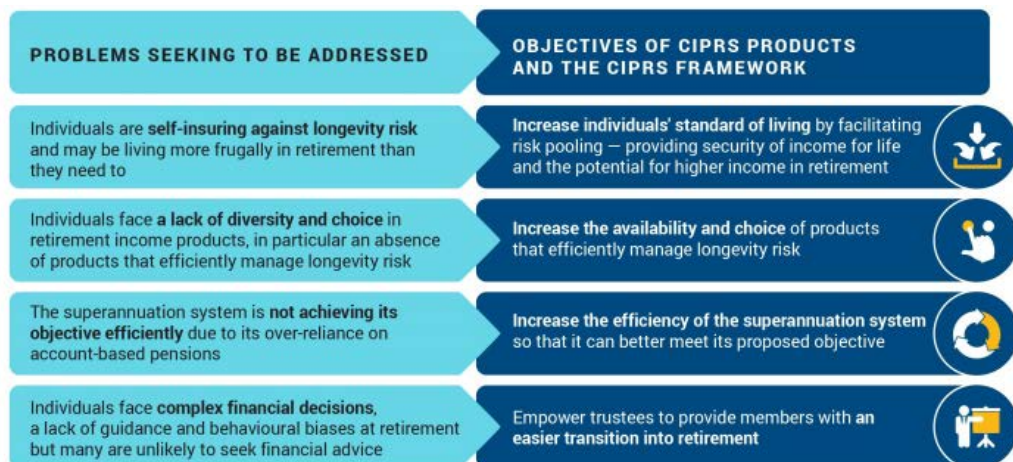 PROBLEMS SEEKING TO BE ADDRESSED
OBJECTIVES OF CIPRS PRODUCTS
AND THE CIPRS FRAMEWORK
Individuals are self-insuring against longevity risk
and may be living more frugally in retirement than
they need to
Increase individuals' standard of living by facilitating
risk pooling — providing security of income for life
and the potential for higher income in retirement
Individuals face a lack of diversity and choice in
retirement income products, in particular an absence
of products that efficiently manage longevity risk
Increase the availability and choice of products
that efficiently manage longevity risk
The superannuation system is not achieving its
objective efficiently due to its over-reliance on
account-based pensions
Increase the efficiency of the superannuation system
so that it can better meet its proposed objective
Individuals face complex financial decisions,
a lack of guidance and behavioural biases at retirement
but many are unlikely to seek financial advice
Empower trustees to provide members with an
easier transition into retirement